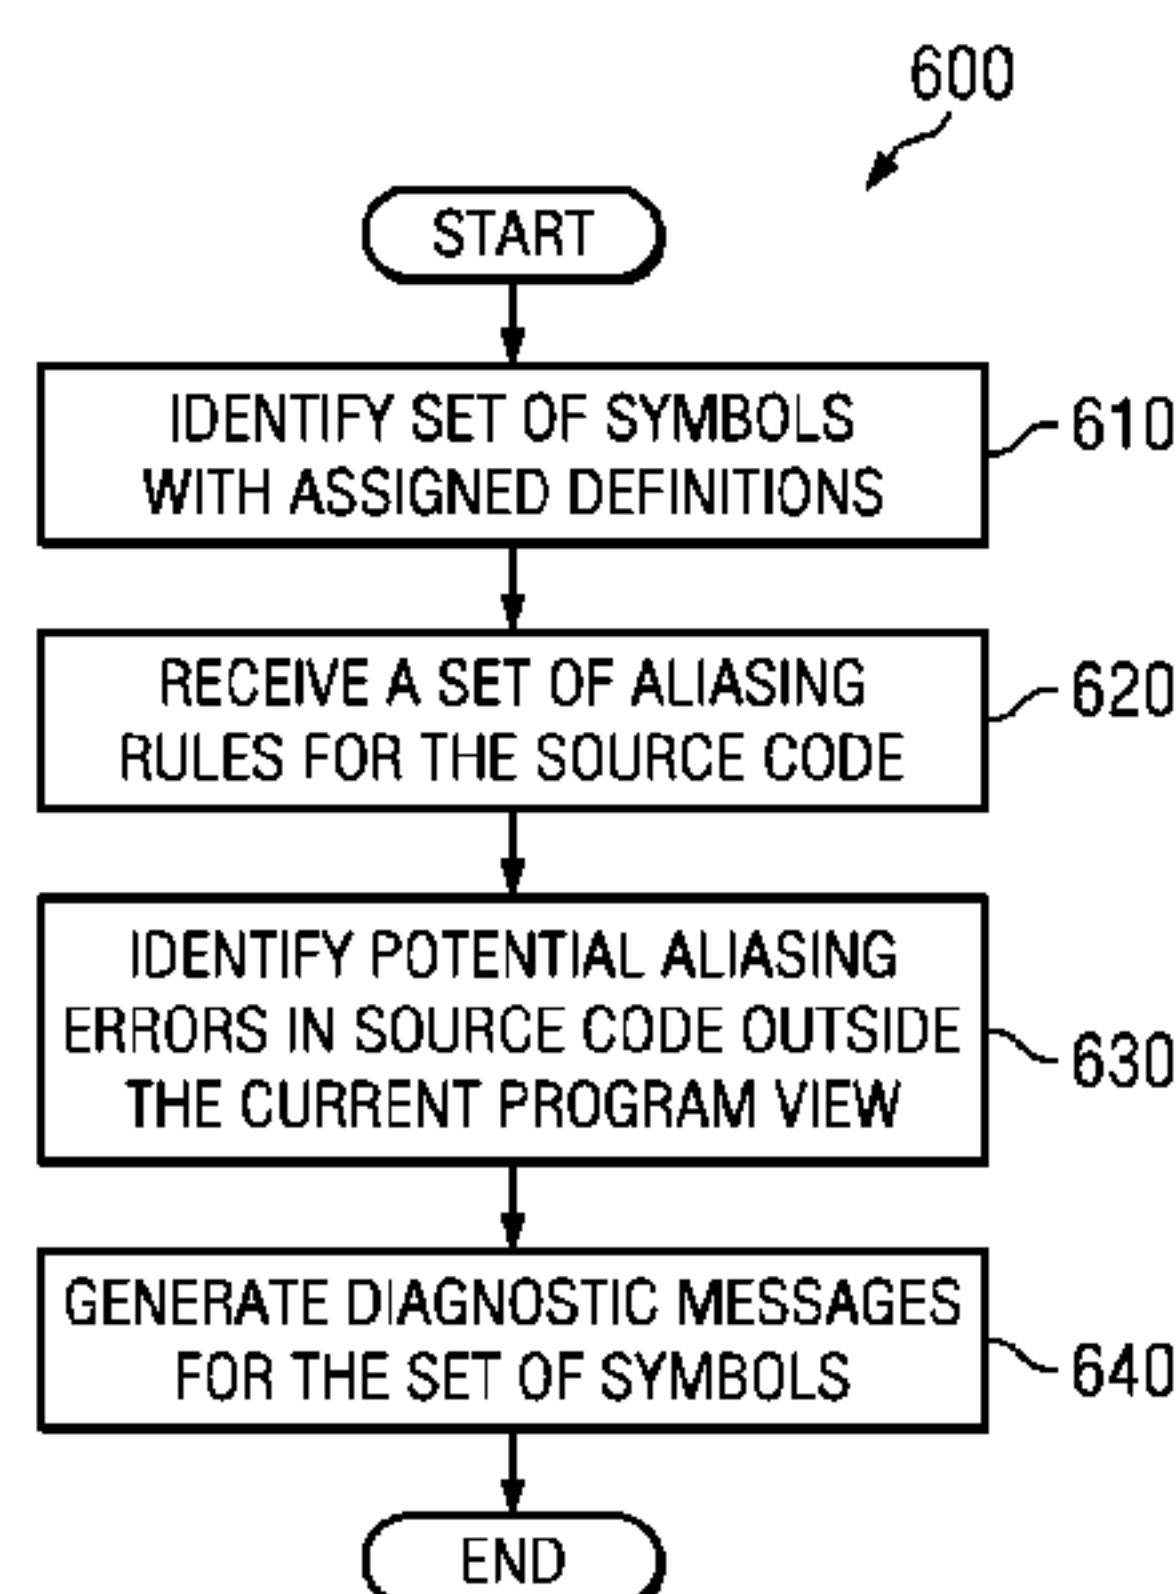 600
START
IDENTIFY SET OF SYMBOLS
WITH ASSIGNED DEFINITIONS
610
RECEIVE A SET OF ALIASING
RULES FOR THE SOURCE CODE
620
IDENTIFY POTENTIAL ALIASING
ERRORS IN SOURCE CODE OUTSIDE
THE CURRENT PROGRAM VIEW
630
GENERATE DIAGNOSTIC MESSAGES
FOR THE SET OF SYMBOLS
640
END